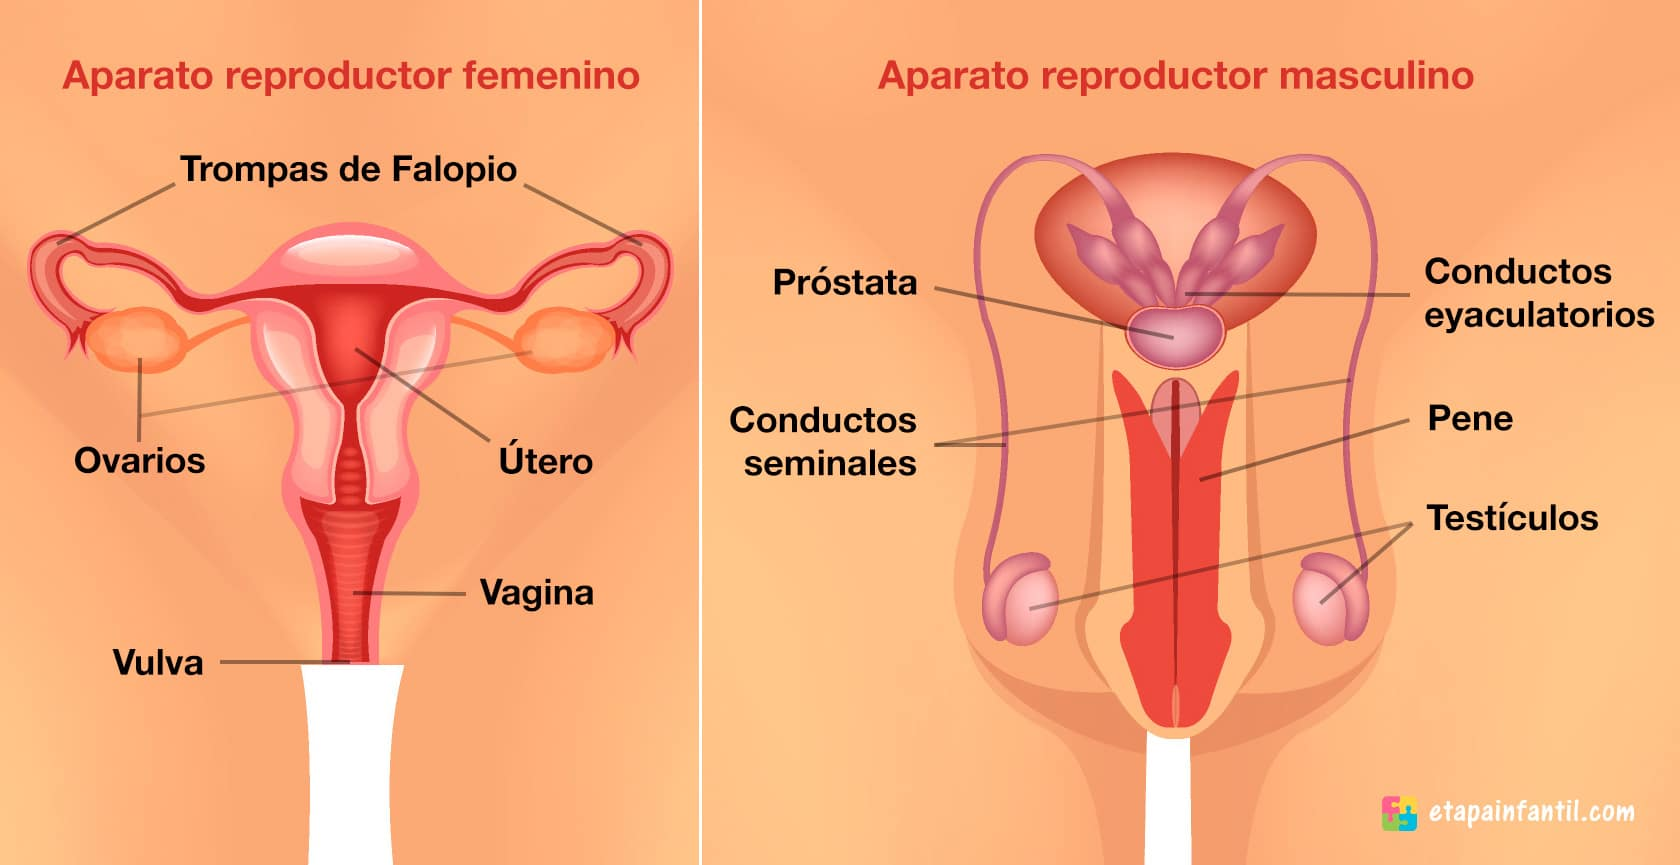 Aparato reproductor femenino
Trompas de Falopio
Ovarios
Útero
Vagina
Vulva
Aparato reproductor masculino
Próstata
Conductos
eyaculatorios
Conductos
seminales
Pene
Testículos
etapainfantil.com